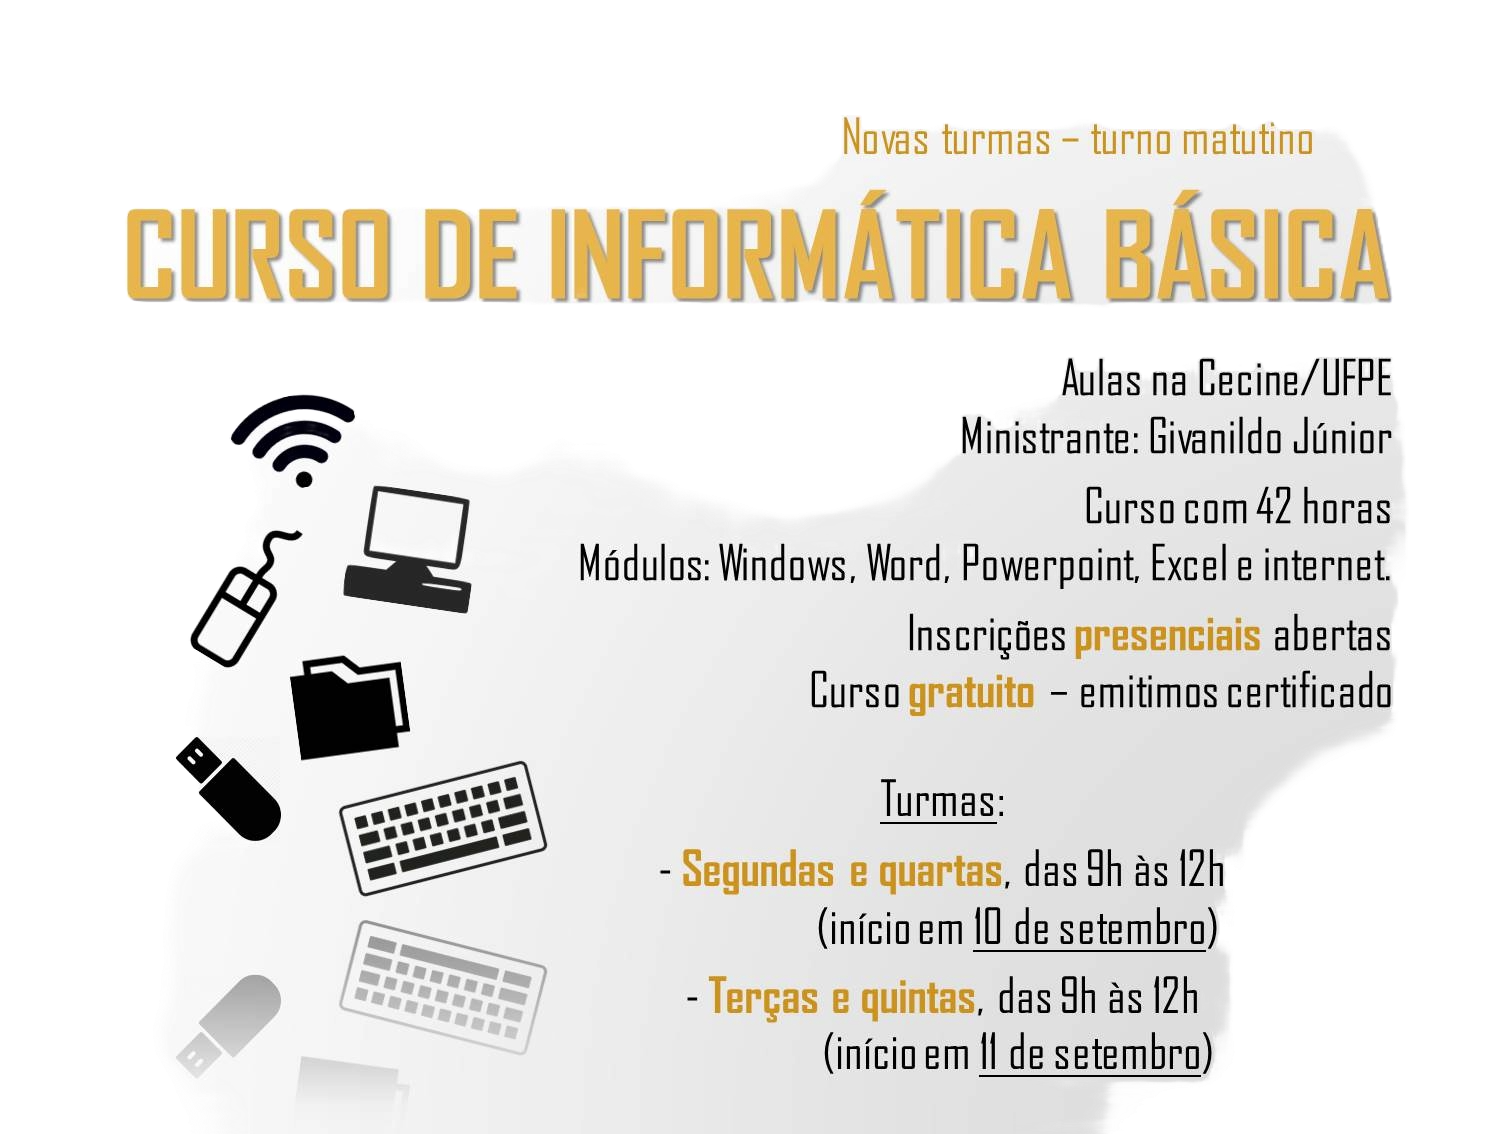 Novas turmas – turno matutino
CURSO DE INFORMÁTICA BÁSICA
Aulas na Cecine/UFPE
Ministrante: Givanildo Júnior
Curso com 42 horas
Módulos: Windows, Word, Powerpoint, Excel e internet.
Inscrições presenciais abertas
Curso gratuito – emitimos certificado
Turmas:
- Segundas e quartas, das 9h às 12h
(início em 10 de setembro)
- Terças e quintas, das 9h às 12h
(início em 11 de setembro)